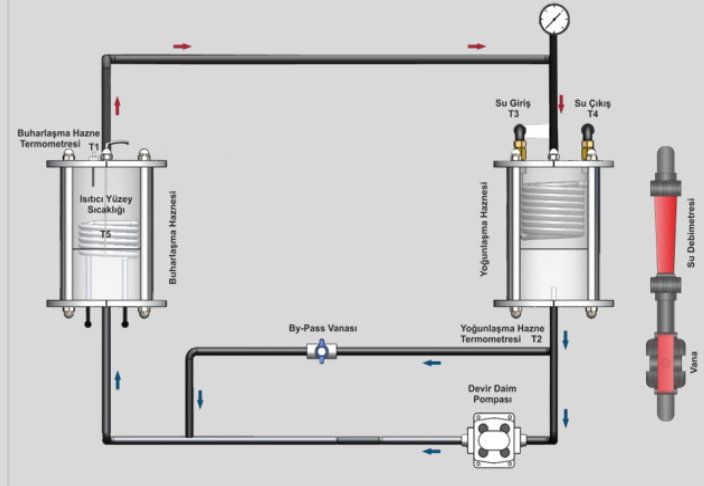 Su Giriş
T3
Su Çıkış
T4
Buharlaşma Hazne
Termometresi T1
Isıtıcı Yüzey
Sıcaklığı
T5
Buharlaşma Haznesi
Yoğunlaşma Haznesi
Su Debimetresi
By-Pass Vanası
Yoğunlaşma Hazne
Termometresi T2
Vana
Devir Daim
Pompası